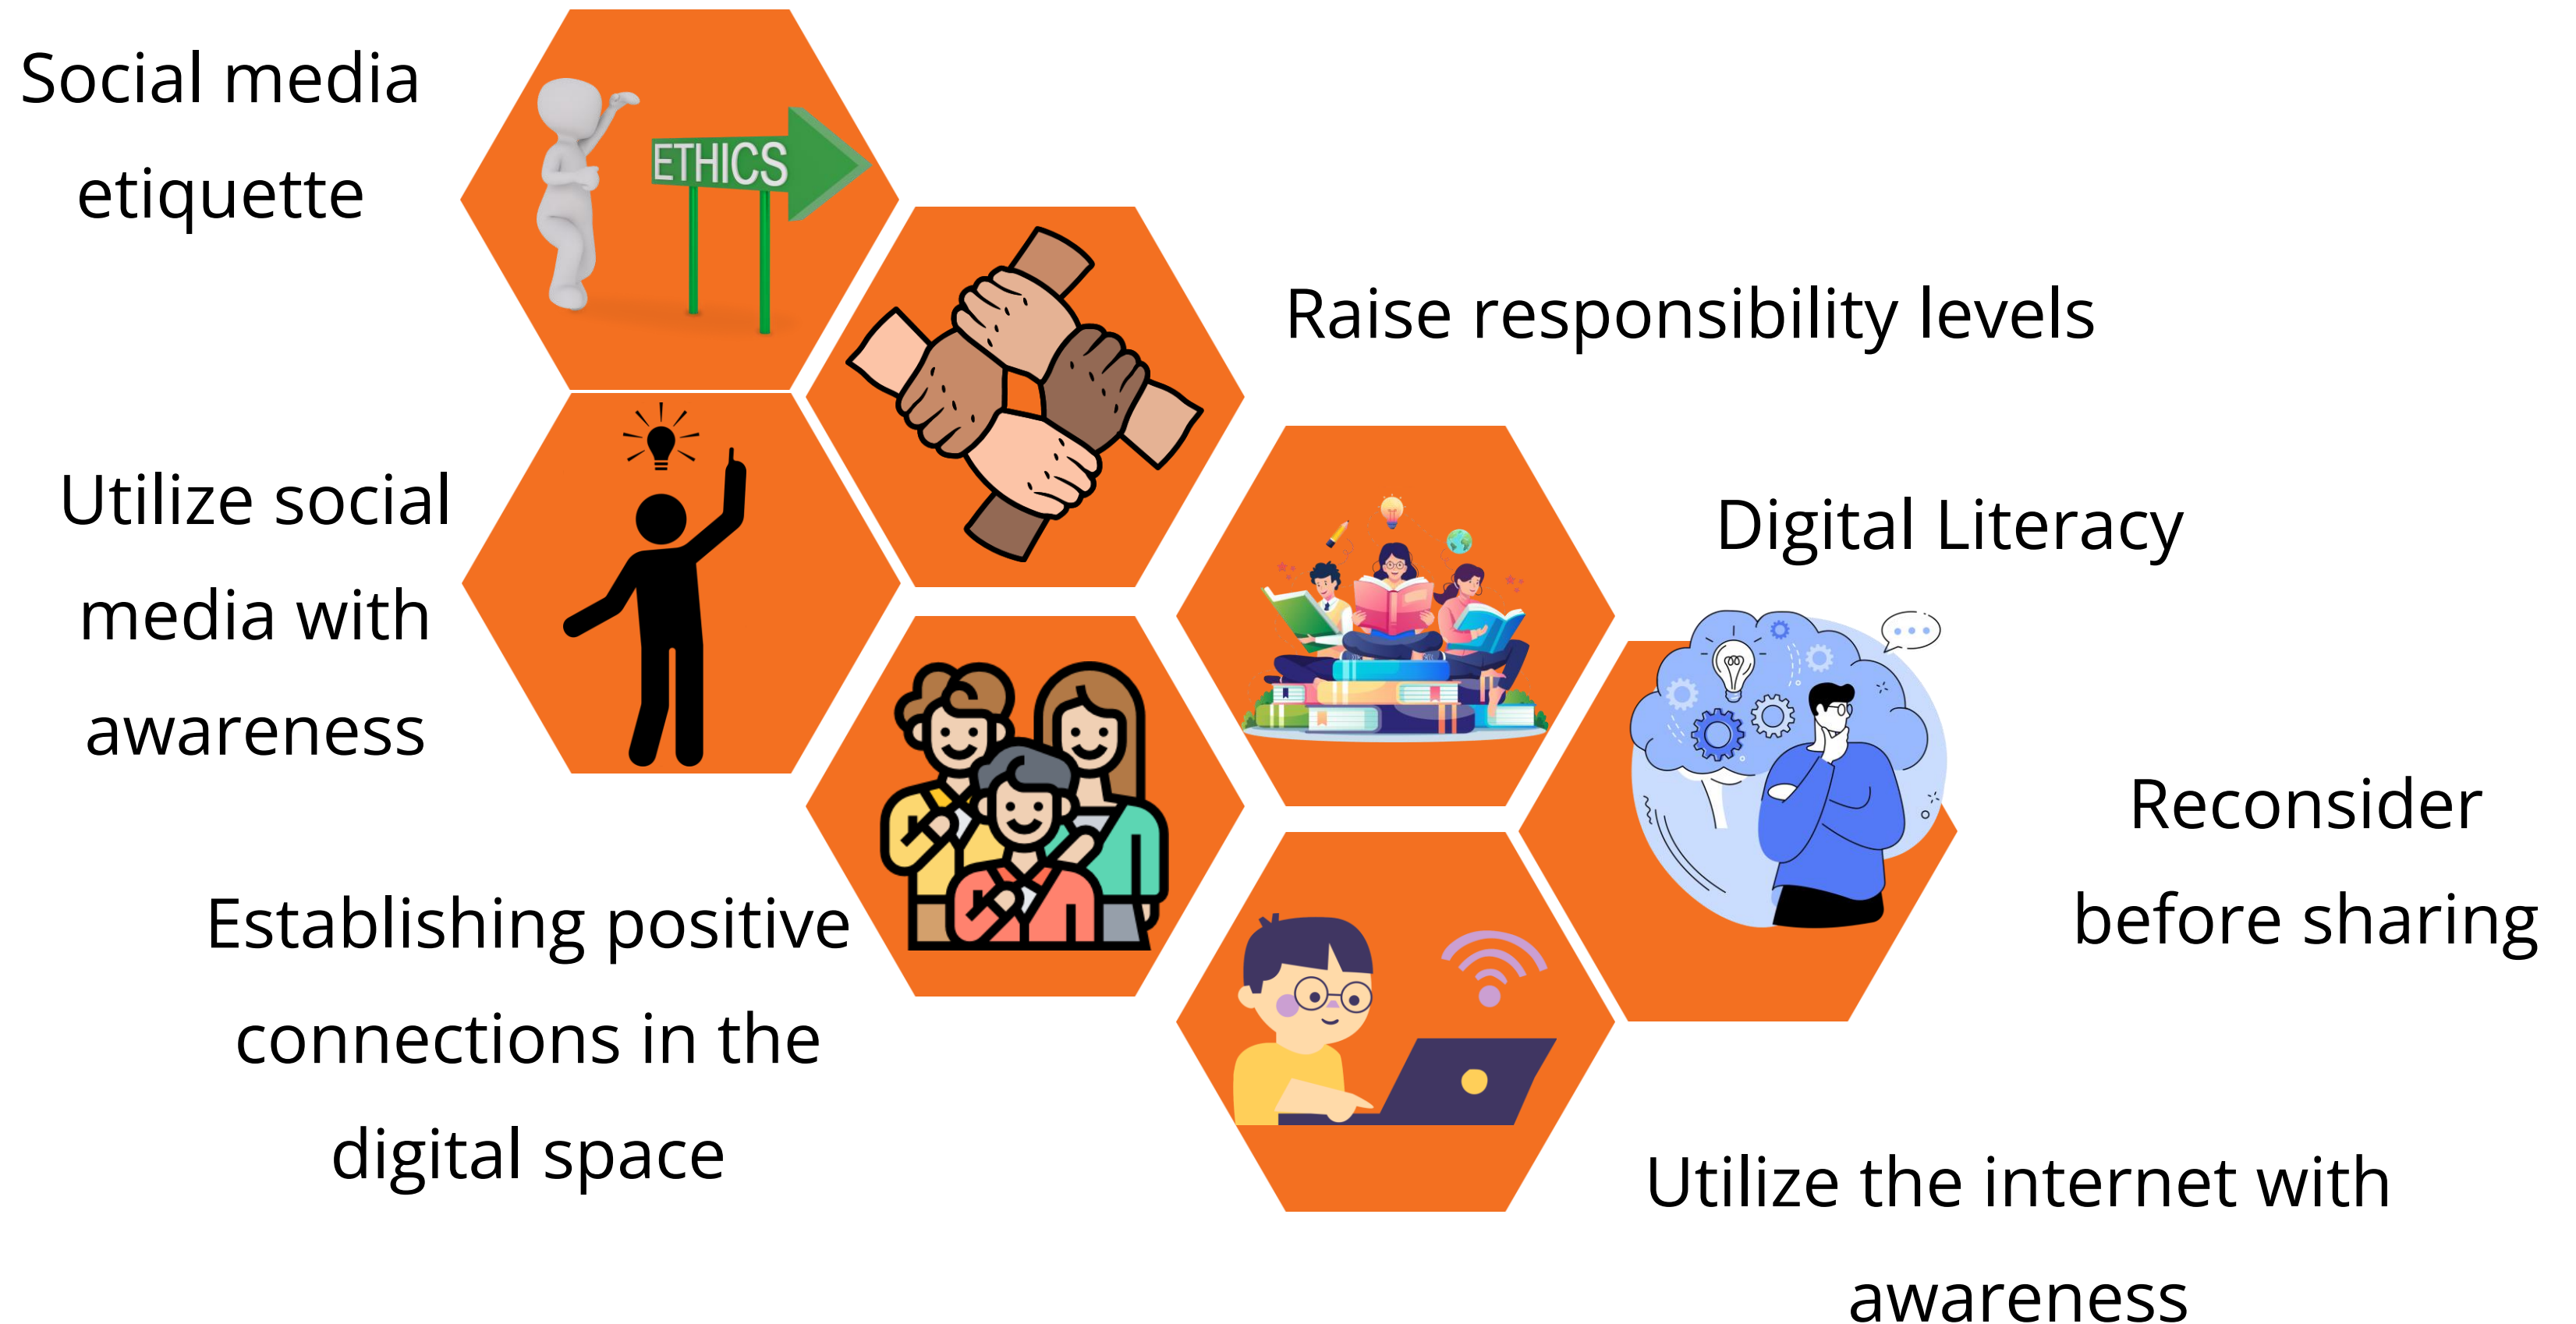 Social media
etiquette
ETHICS
Raise responsibility levels
Utilize social
media with
awareness
Digital Literacy
Reconsider
before sharing
Establishing positive
connections in the
digital space
Utilize the internet with
awareness